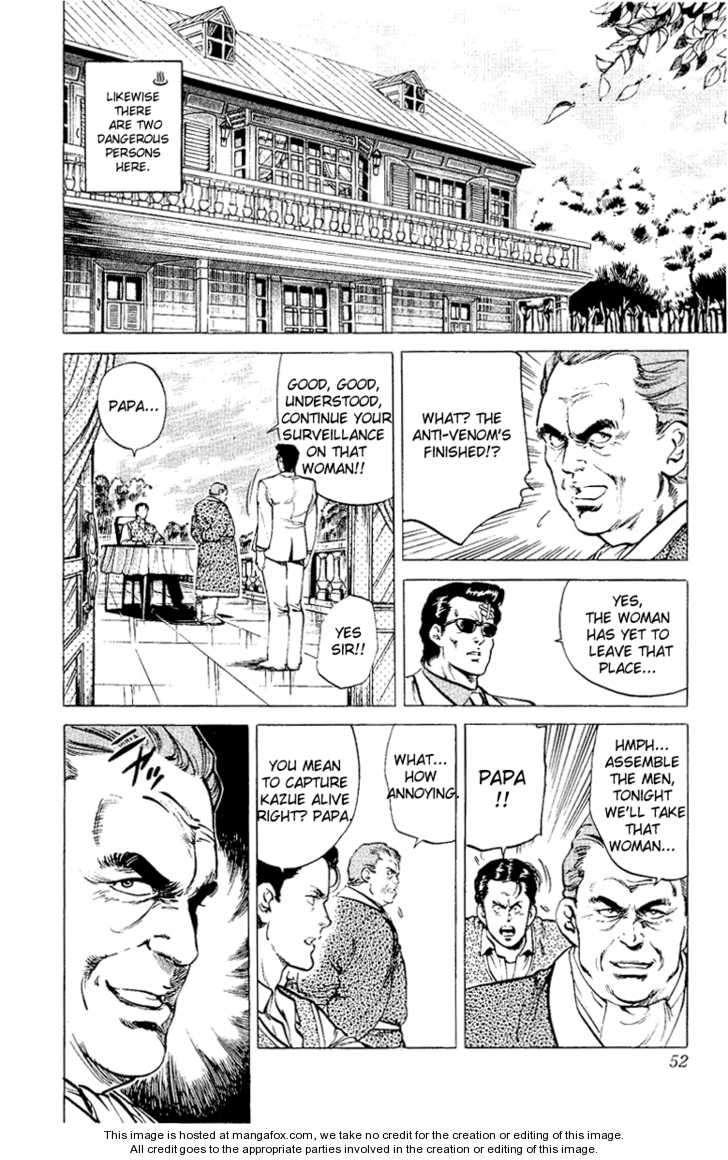 LIKEWISE
THERE
ARE TWO
DANGEROUS
PERSONS
HERE.
WHAT? THE
ANTI-VENOM'S
FINISHED!?
YES,
THE WOMAN
HAS YET TO
LEAVE THAT
PLACE...
GOOD, GOOD,
UNDERSTOOD,
CONTINUE YOUR
SURVEILLANCE
ON THAT
WOMAN!!
PAPA...
YES
SIR!!
HMPH...
ASSEMBLE
THE MEN,
TONIGHT
WE'LL TAKE
THAT
WOMAN...
PAPA
!!
WHAT...
HOW
ANNOYING.
YOU MEAN
TO CAPTURE
KAZUE ALIVE
RIGHT? PAPA.
52
This image is hosted at mangafox.com, we take no credit for the creation or editing of this image.
All credit goes to the appropriate parties involved in the creation or editing of this image.